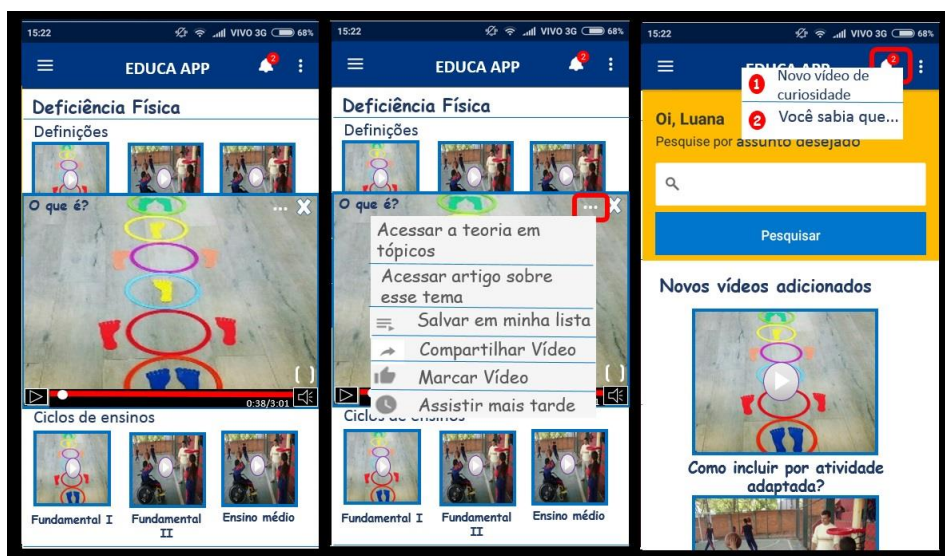 15:22
VIVO 3G 68%
EDUCA APP
2
Deficiência Física
Definições
O que é?
0:38/3:01
Ciclos de ensinos
Fundamental I
Fundamental
II
Ensino médio
15:22
VIVO 3G 68%
EDUCA APP
2
Deficiência Física
Definições
O que é?
Acessar a teoria em
tópicos
Acessar artigo sobre
esse tema
Salvar em minha lista
Compartilhar Vídeo
Marcar Vídeo
Assistir mais tarde
Ciclos de ensinos
Fundamental I
Fundamental
II
Ensino médio
15:22
VIVO 3G 68%
EDUCA APP
2
1 Novo vídeo de
curiosidade
2 Você sabia que...
Oi, Luana
Pesquise por assunto desejado
Pesquisar
Novos vídeos adicionados
Como incluir por atividade
adaptada?